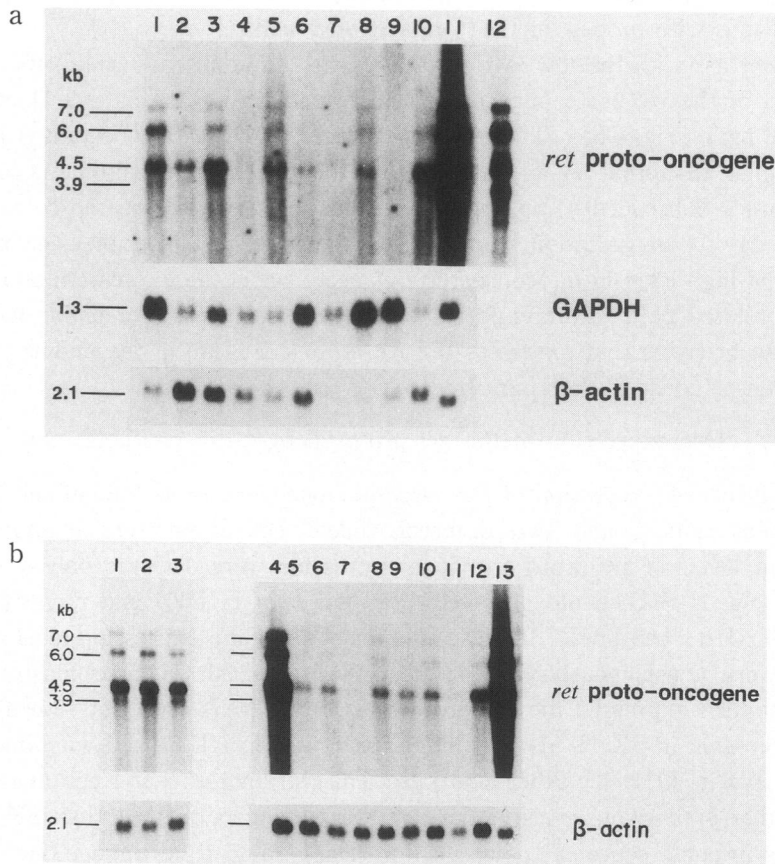 a
1 2 3 4 5 6 7 8 9 10 11 12
kb
7.0
6.0
4.5
3.9
ret proto-oncogene
1.3
GAPDH
2.1
β-actin
b
1 2 3 4 5 6 7 8 9 10 11 12 13
kb
7.0
6.0
4.5
3.9
ret proto-oncogene
2.1
β-actin